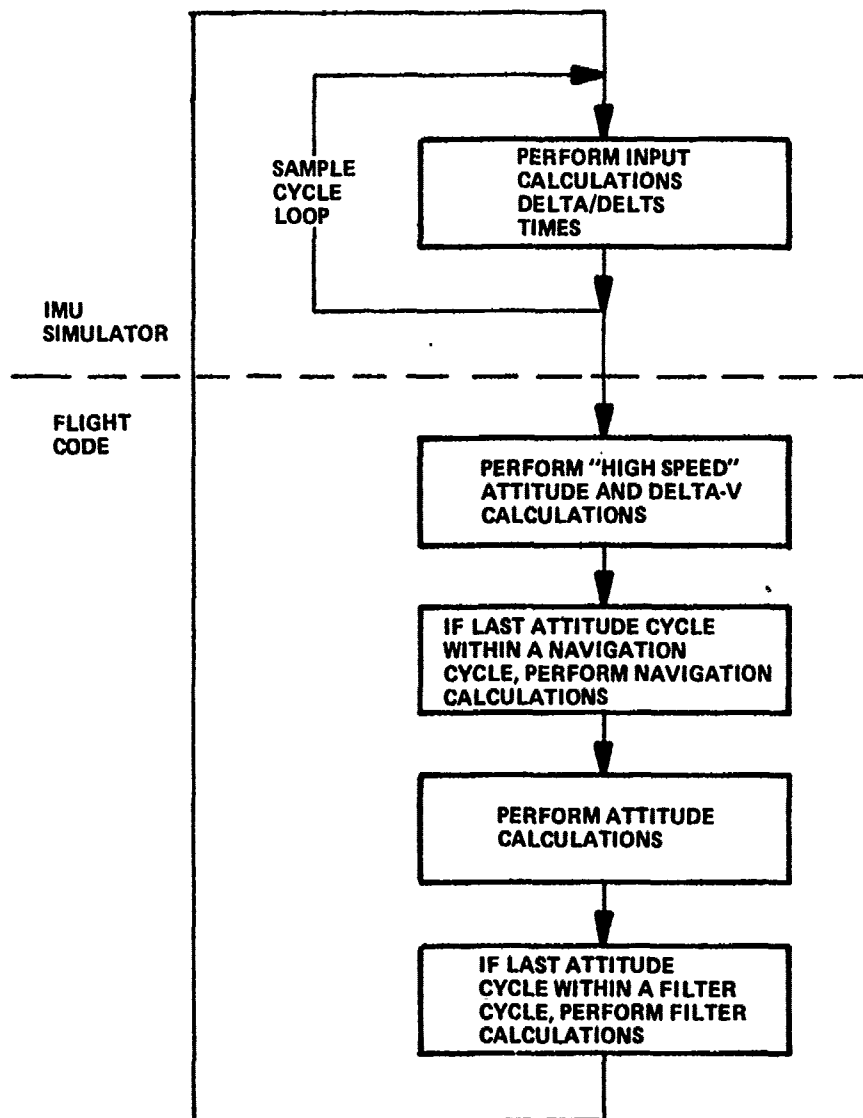 PERFORM INPUT
CALCULATIONS
DELTA/DELTS
TIMES
SAMPLE
CYCLE
LOOP
IMU
SIMULATOR
FLIGHT
CODE
PERFORM "HIGH SPEED"
ATTITUDE AND DELTA-V
CALCULATIONS
IF LAST ATTITUDE CYCLE
WITHIN A NAVIGATION
CYCLE, PERFORM NAVIGATION
CALCULATIONS
PERFORM ATTITUDE
CALCULATIONS
IF LAST ATTITUDE
CYCLE WITHIN A FILTER
CYCLE, PERFORM FILTER
CALCULATIONS